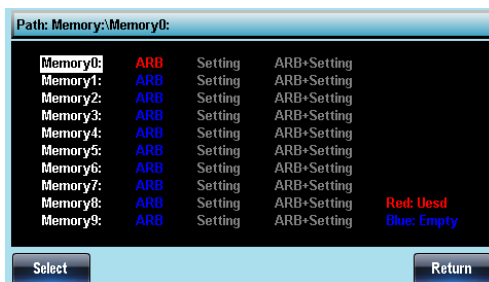 Path: Memory:\Memory0:
Memory0: ARB Setting ARB+Setting
Memory1: ARB Setting ARB+Setting
Memory2: ARB Setting ARB+Setting
Memory3: ARB Setting ARB+Setting
Memory4: ARB Setting ARB+Setting
Memory5: ARB Setting ARB+Setting
Memory6: ARB Setting ARB+Setting
Memory7: ARB Setting ARB+Setting
Memory8: ARB Setting ARB+Setting Red: Uesd
Memory9: ARB Setting ARB+Setting Blue: Empty
Select Return